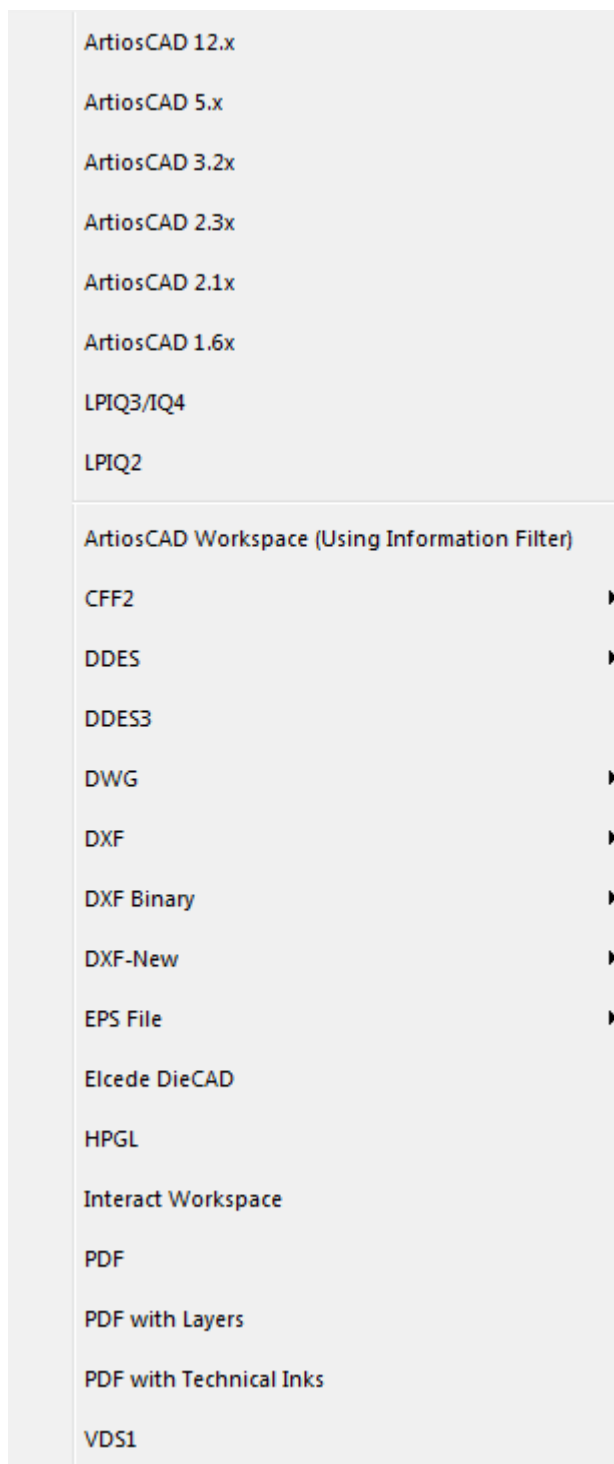 ArtiosCAD 12.x
ArtiosCAD 5.x
ArtiosCAD 3.2x
ArtiosCAD 2.3x
ArtiosCAD 2.1x
ArtiosCAD 1.6x
LPIQ3/IQ4
LPIQ2
ArtiosCAD Workspace (Using Information Filter)
CFF2
DDES
DDES3
DWG
DXF
DXF Binary
DXF-New
EPS File
Elcede DieCAD
HPGL
Interact Workspace
PDF
PDF with Layers
PDF with Technical Inks
VDS1